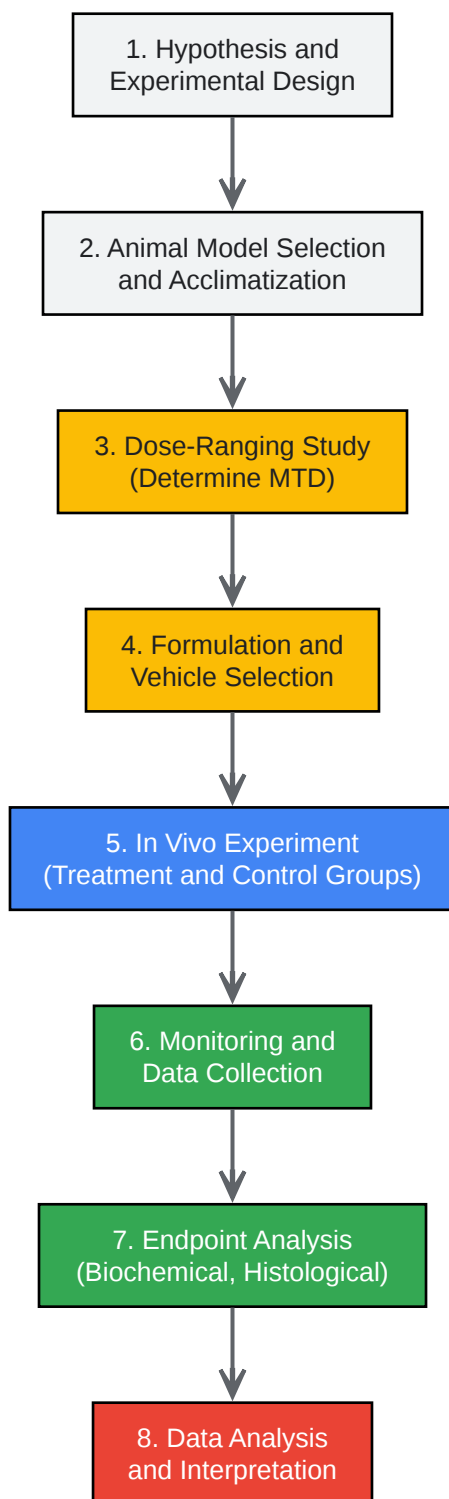 1. Hypothesis and
Experimental Design
2. Animal Model Selection
and Acclimatization
3. Dose-Ranging Study
(Determine MTD)
4. Formulation and
Vehicle Selection
5. In Vivo Experiment
(Treatment and Control Groups)
6. Monitoring and
Data Collection
7. Endpoint Analysis
(Biochemical, Histological)
8. Data Analysis
and Interpretation